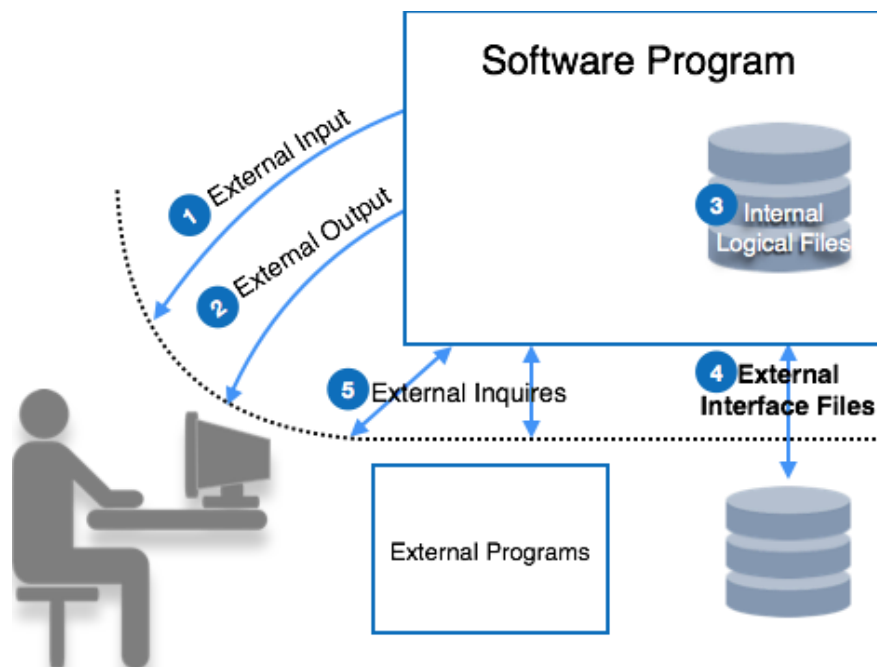 Software Program
1 External Input
2 External Output
3 Internal
Logical Files
4 External
Interface Files
5 External Inquires
External Programs